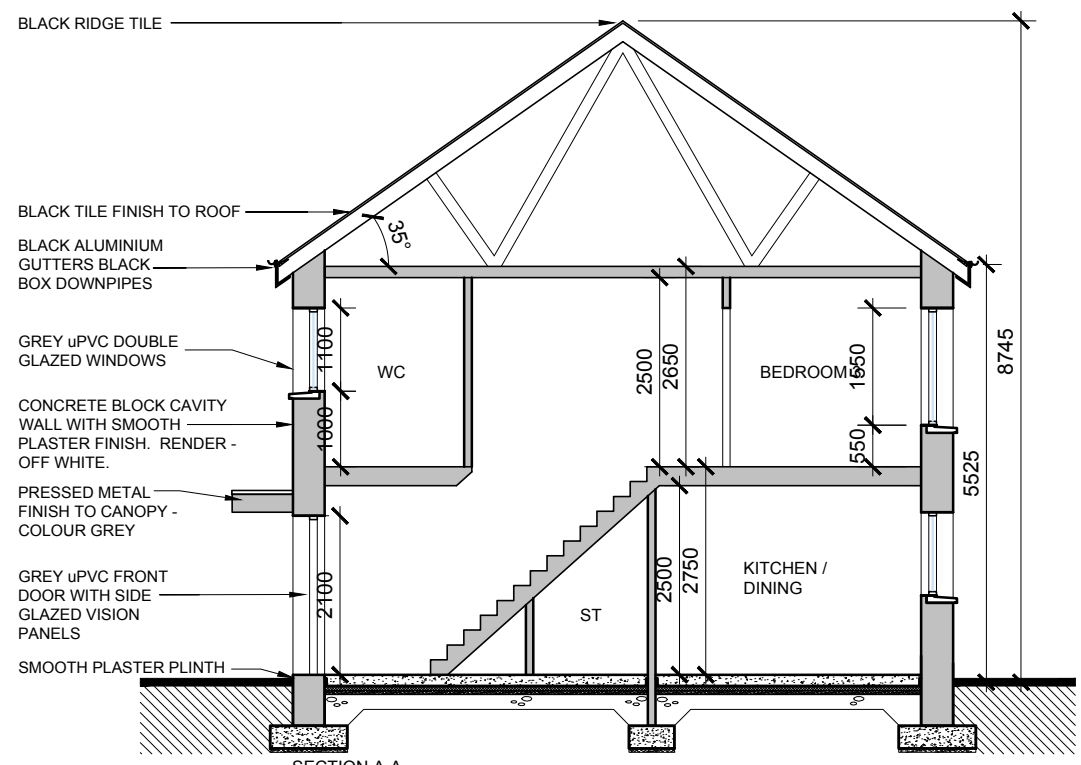 BLACK RIDGE TILE
BLACK TILE FINISH TO ROOF
BLACK ALUMINIUM
GUTTERS BLACK
BOX DOWNPIPES
GREY uPVC DOUBLE
GLAZED WINDOWS
CONCRETE BLOCK CAVITY
WALL WITH SMOOTH
PLASTER FINISH. RENDER -
OFF WHITE.
PRESSED METAL
FINISH TO CANOPY -
COLOUR GREY
GREY uPVC FRONT
DOOR WITH SIDE
GLAZED VISION
PANELS
SMOOTH PLASTER PLINTH
35°
1100
1000
2100
WC
2500
2650
BEDROOM
1550
550
2500
2750
KITCHEN /
DINING
ST
5525
8745
SECTION A-A